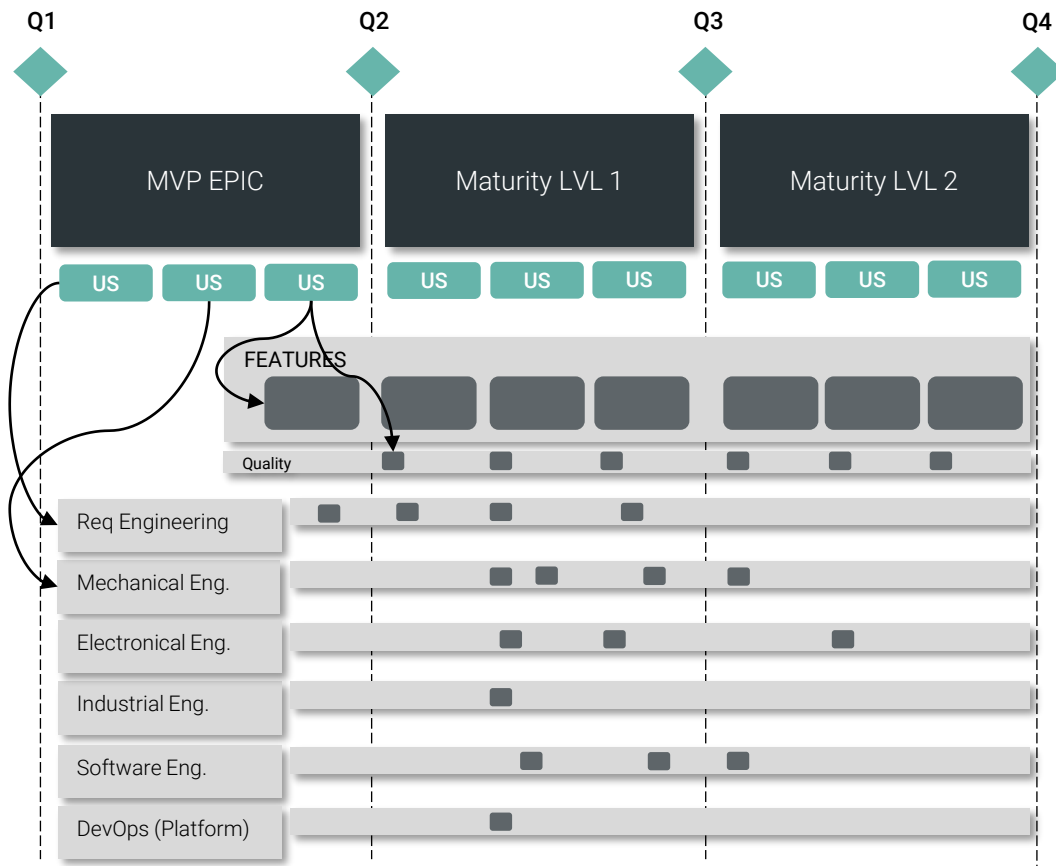 Q1
Q2
Q3
Q4
MVP EPIC
Maturity LVL 1
Maturity LVL 2
US
US
US
US
US
US
US
US
US
FEATURES
Quality
Req Engineering
Mechanical Eng.
Electronical Eng.
Industrial Eng.
Software Eng.
DevOps (Platform)